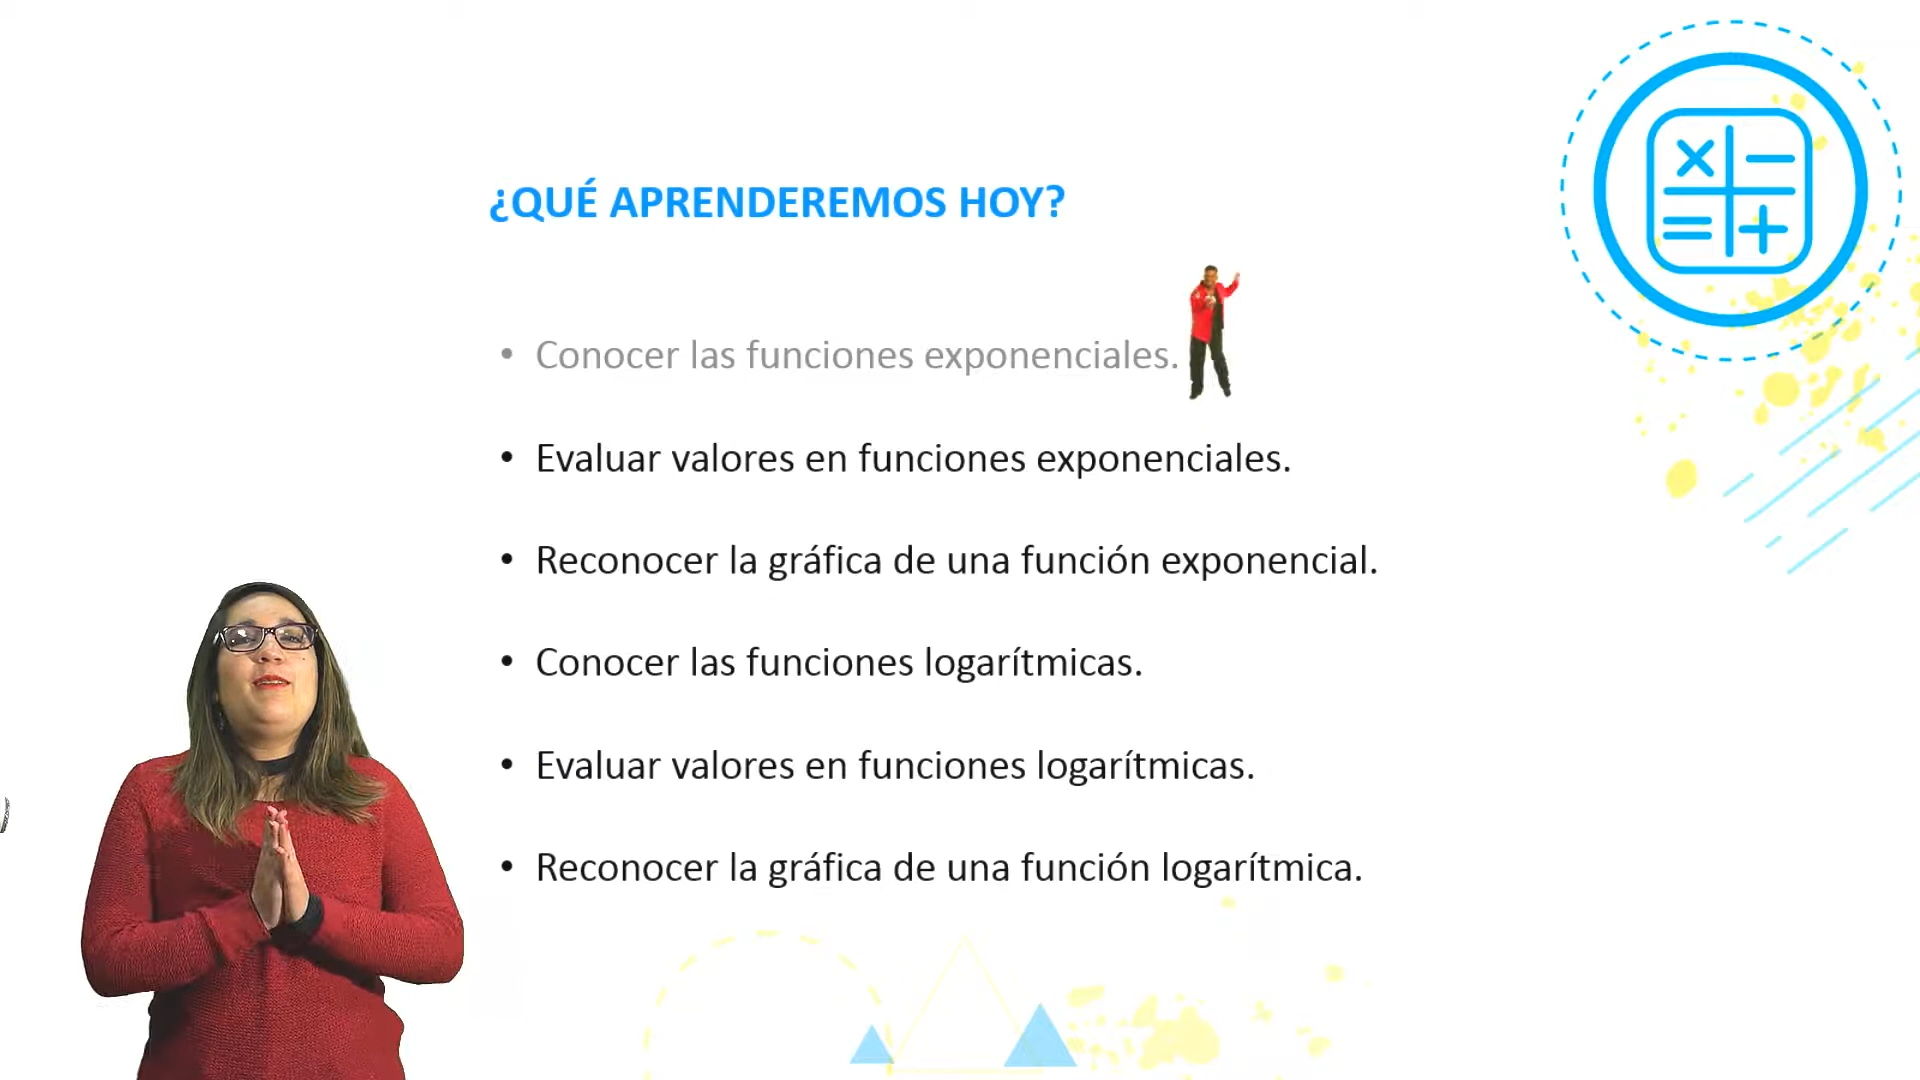 ¿QUÉ APRENDEREMOS HOY?
• Conocer las funciones exponenciales.
• Evaluar valores en funciones exponenciales.
• Reconocer la gráfica de una función exponencial.
• Conocer las funciones logarítmicas.
• Evaluar valores en funciones logarítmicas.
• Reconocer la gráfica de una función logarítmica.